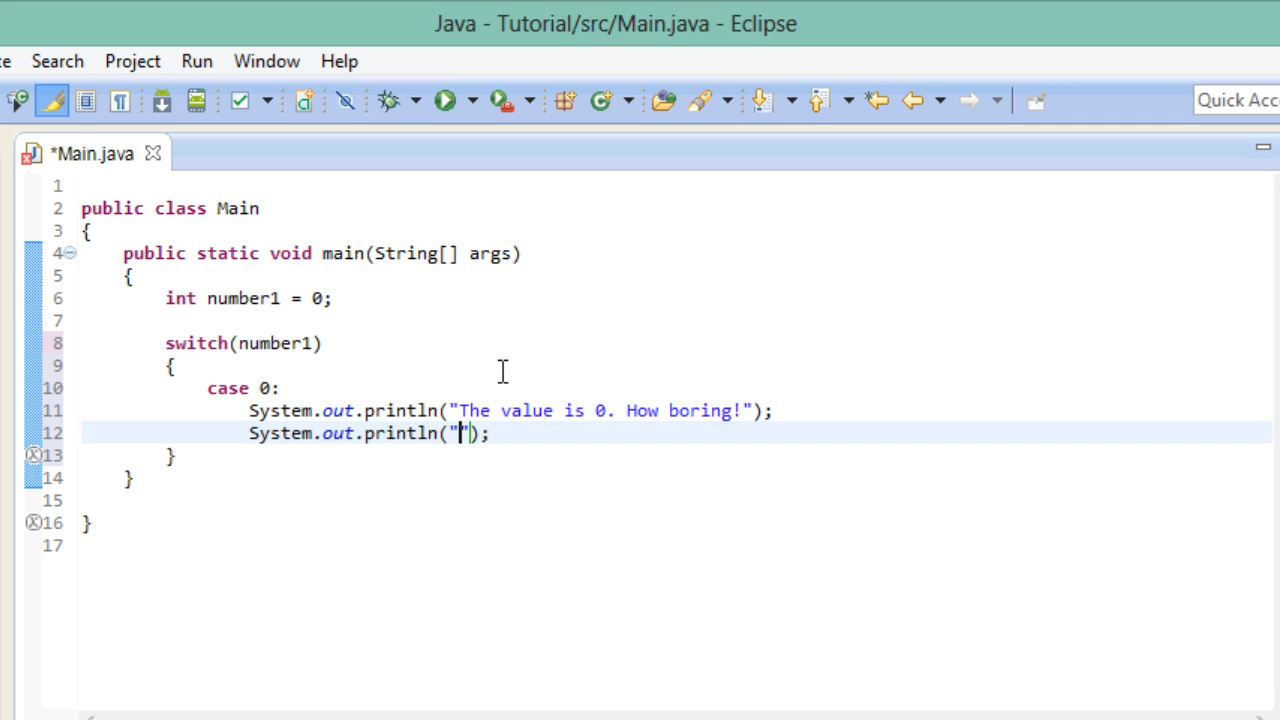 Java - Tutorial/src/Main.java - Eclipse
te Search Project Run Window Help
Quick Acc
*Main.java
1
2 public class Main
3 {
4 public static void main(String[] args)
5 {
6 int number1 = 0;
7
8 switch(number1)
9 {
10 case 0:
11 System.out.println("The value is 0. How boring!");
12 System.out.println("");
13 }
14 }
15
16 }
17